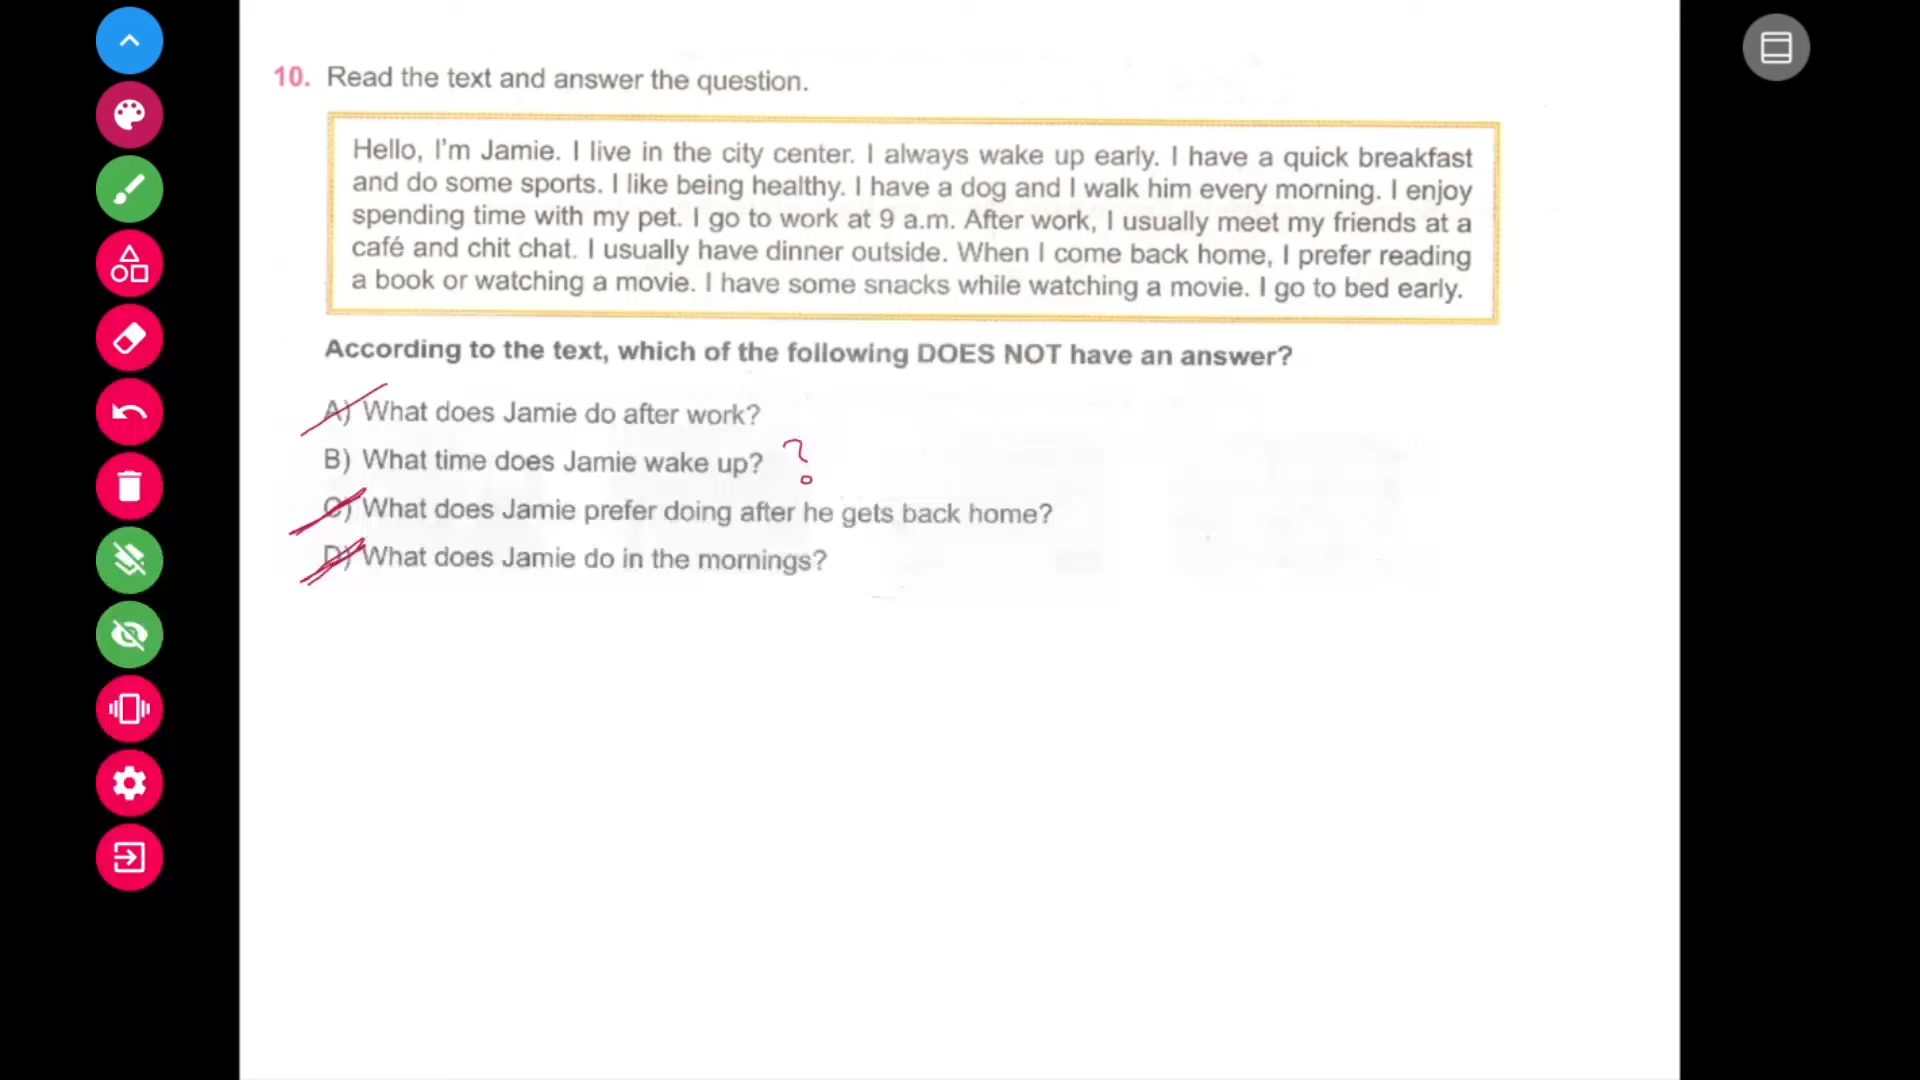 10. Read the text and answer the question.
Hello, I'm Jamie. I live in the city center. I always wake up early. I have a quick breakfast
and do some sports. I like being healthy. I have a dog and I walk him every morning. I enjoy
spending time with my pet. I go to work at 9 a.m. After work, I usually meet my friends at a
café and chit chat. I usually have dinner outside. When I come back home, I prefer reading
a book or watching a movie. I have some snacks while watching a movie. I go to bed early.
According to the text, which of the following DOES NOT have an answer?
A) What does Jamie do after work?
B) What time does Jamie wake up? ?
C) What does Jamie prefer doing after he gets back home?
D) What does Jamie do in the mornings?